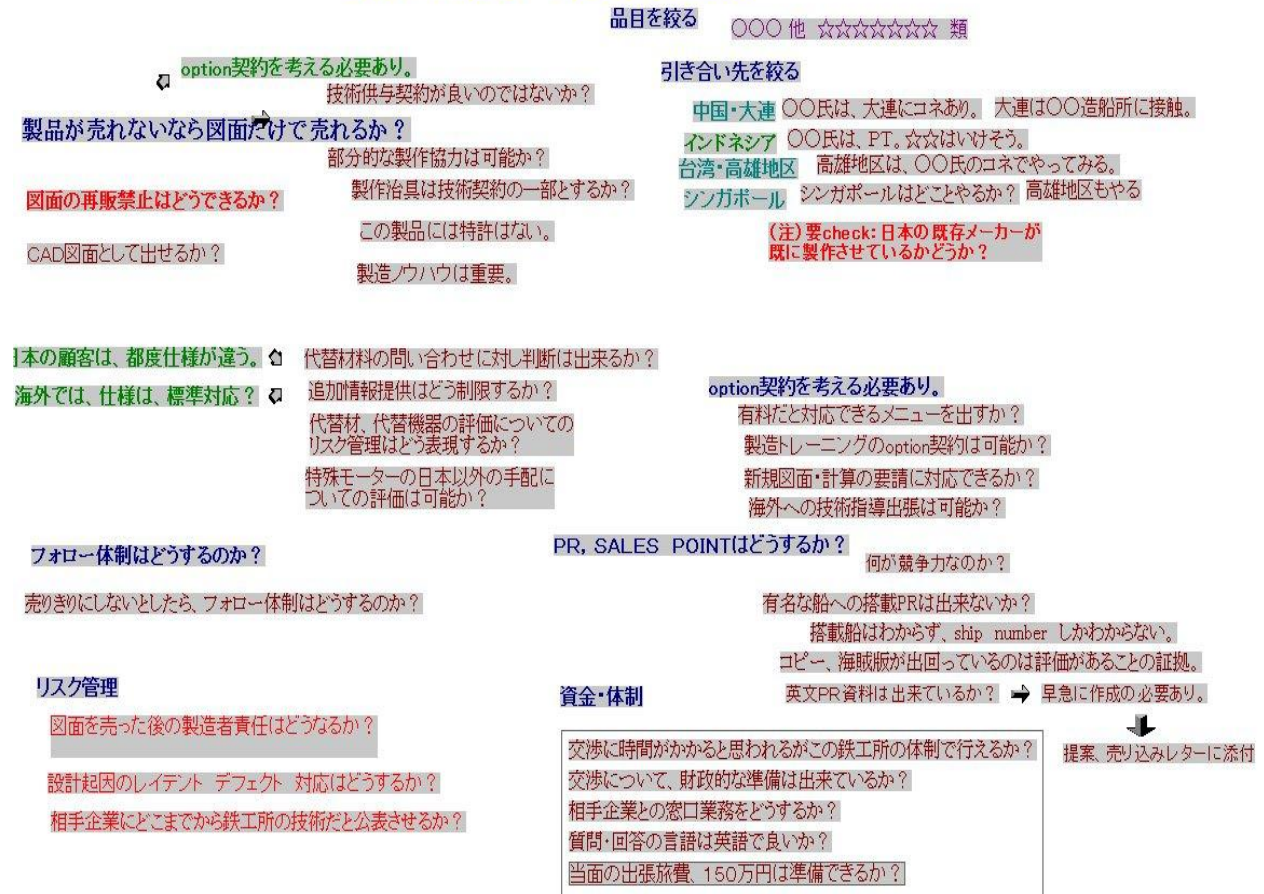 品目を絞る
〇〇〇 他 ☆☆☆☆☆☆☆ 類
option契約を考える必要あり。
技術供与契約が良いのではないか？
製品が売れないなら図面だけで売れるか？
部分的な製作協力は可能か？
図面の再販禁止はどうできるか？
製作治具は技術契約の一部とするか？
この製品には特許はない。
CAD図面として出せるか？
製造ノウハウは重要。
引き合い先を絞る
中国・大連 〇〇氏は、大連にコネあり。 大連は〇〇造船所に接触。
インドネシア 〇〇氏は、PT。☆☆はいけそう。
台湾・高雄地区 高雄地区は、〇〇氏のコネでやってみる。
シンガポール シンガポールはどことやるか？ 高雄地区もやる
(注)要check：日本の既存メーカーが
既に製作させているかどうか？
日本の顧客は、都度仕様が違う。
海外では、仕様は、標準対応？
代替材料の問い合わせに対し判断は出来るか？
追加情報提供はどう制限するか？
代替材、代替機器の評価についての
リスク管理はどう表現するか？
特殊モーターの日本以外の手配に
ついての評価は可能か？
option契約を考える必要あり。
有料だと対応できるメニューを出すか？
製造トレーニングのoption契約は可能か？
新規図面・計算の要請に対応できるか？
海外への技術指導出張は可能か？
フォロー体制はどうするのか？
売りきりにしないとしたら、フォロー体制はどうするのか？
PR，SALES POINTはどうするか？
何が競争力なのか？
有名な船への搭載PRは出来ないか？
搭載船はわからず、ship number しかわからない。
コピー、海賊版が出回っているのは評価があることの証拠。
英文PR資料は出来ているか？ 早急に作成の必要あり。
提案、売り込みレターに添付
リスク管理
図面を売った後の製造者責任はどうなるか？
設計起因のレイテント デフェクト 対応はどうするか？
相手企業にどこまでから鉄工所の技術だと公表させるか？
資金・体制
交渉に時間がかかると思われるがこの鉄工所の体制で行えるか？
交渉について、財政的な準備は出来ているか？
相手企業との窓口業務をどうするか？
質問・回答の言語は英語で良いか？
当面の出張旅費、150万円は準備できるか？